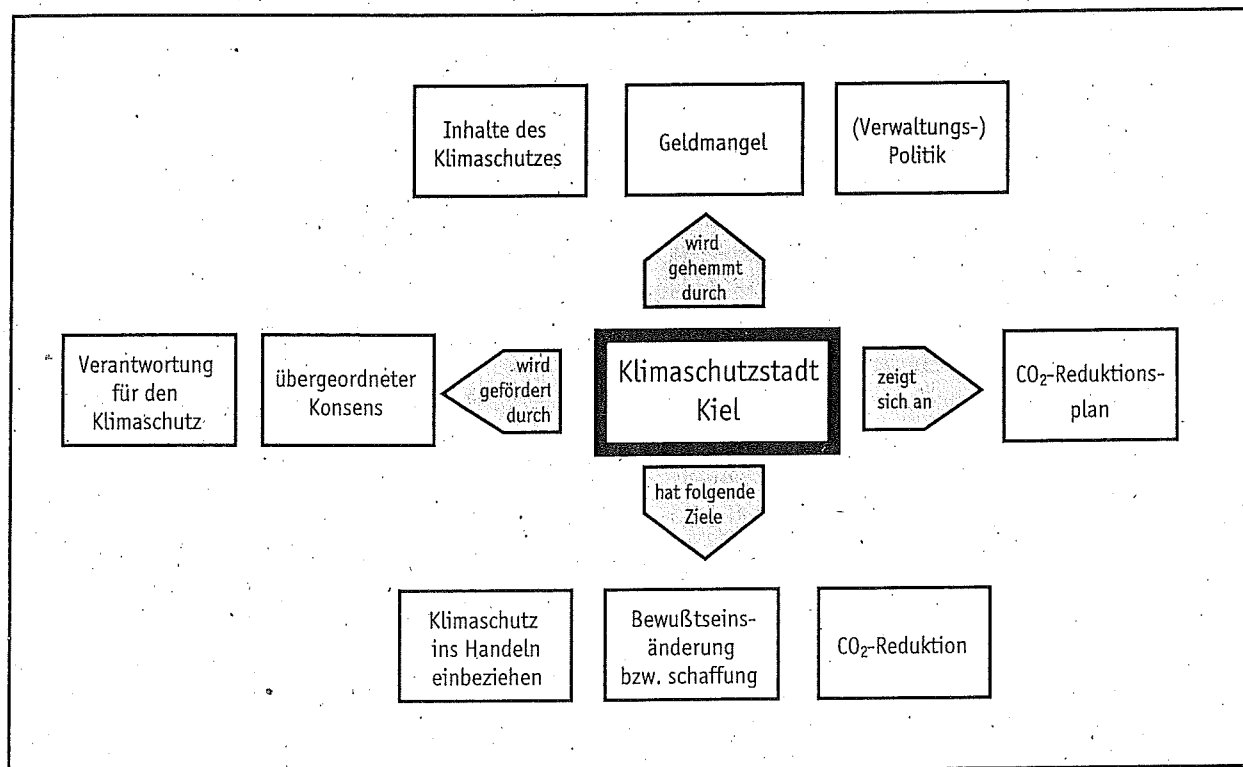 Inhalte des
Klimaschutzes
Geldmangel
(Verwaltungs-)
Politik
wird
gehemmt
durch
Verantwortung
für den
Klimaschutz
übergeordneter
Konsens
wird
gefördert
durch
Klimaschutzstadt
Kiel
zeigt
sich an
CO₂-Reduktions-
plan
hat folgende
Ziele
Klimaschutz
ins Handeln
einbeziehen
Bewußtseins-
änderung
bzw. schaffung
CO₂-Reduktion